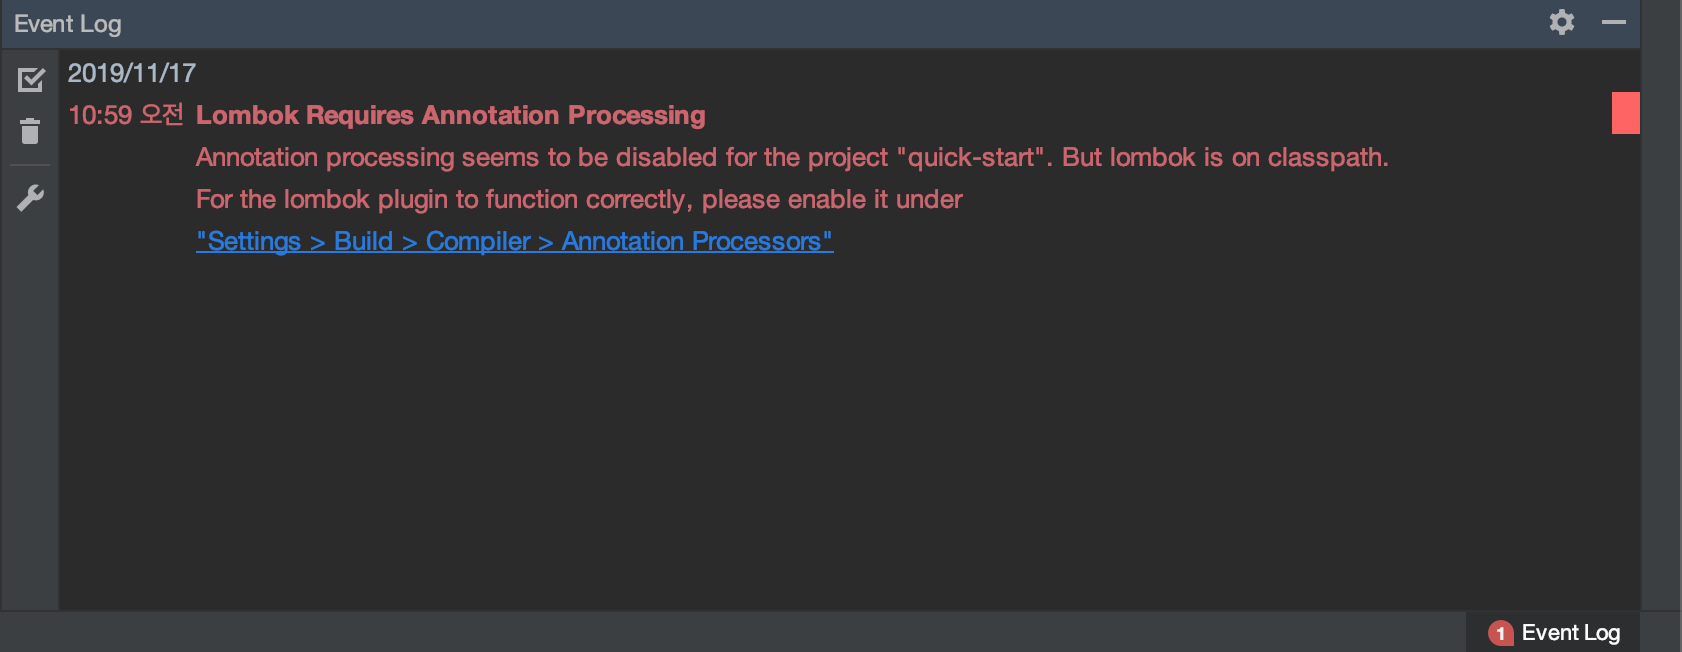 Event Log
2019/11/17
10:59 오전 Lombok Requires Annotation Processing
Annotation processing seems to be disabled for the project "quick-start". But lombok is on classpath.
For the lombok plugin to function correctly, please enable it under
"Settings > Build > Compiler > Annotation Processors"
1 Event Log